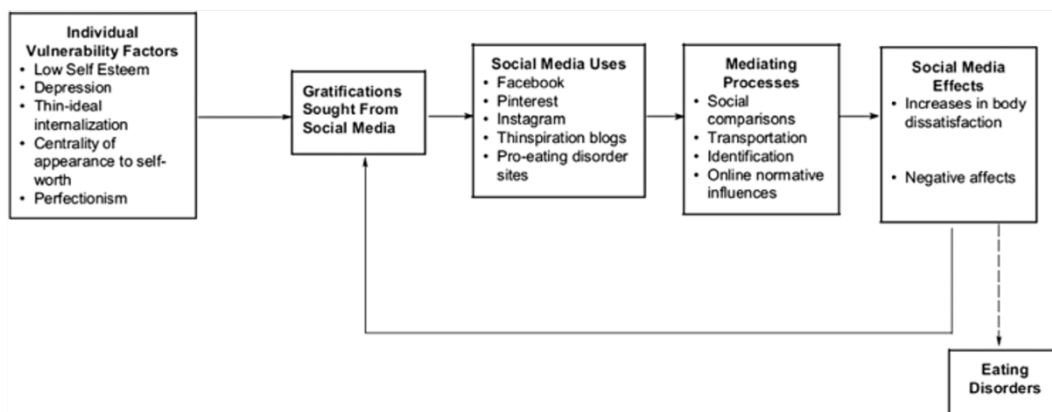 Individual
Vulnerability Factors
• Low Self Esteem
• Depression
• Thin-ideal
internalization
• Centrality of
appearance to self-
worth
• Perfectionism
Gratifications
Sought From
Social Media
Social Media Uses
• Facebook
• Pinterest
• Instagram
• Thinspiration blogs
• Pro-eating disorder
sites
Mediating
Processes
• Social
comparisons
• Transportation
• Identification
• Online normative
influences
Social Media
Effects
• Increases in body
dissatisfaction
• Negative affects
Eating
Disorders